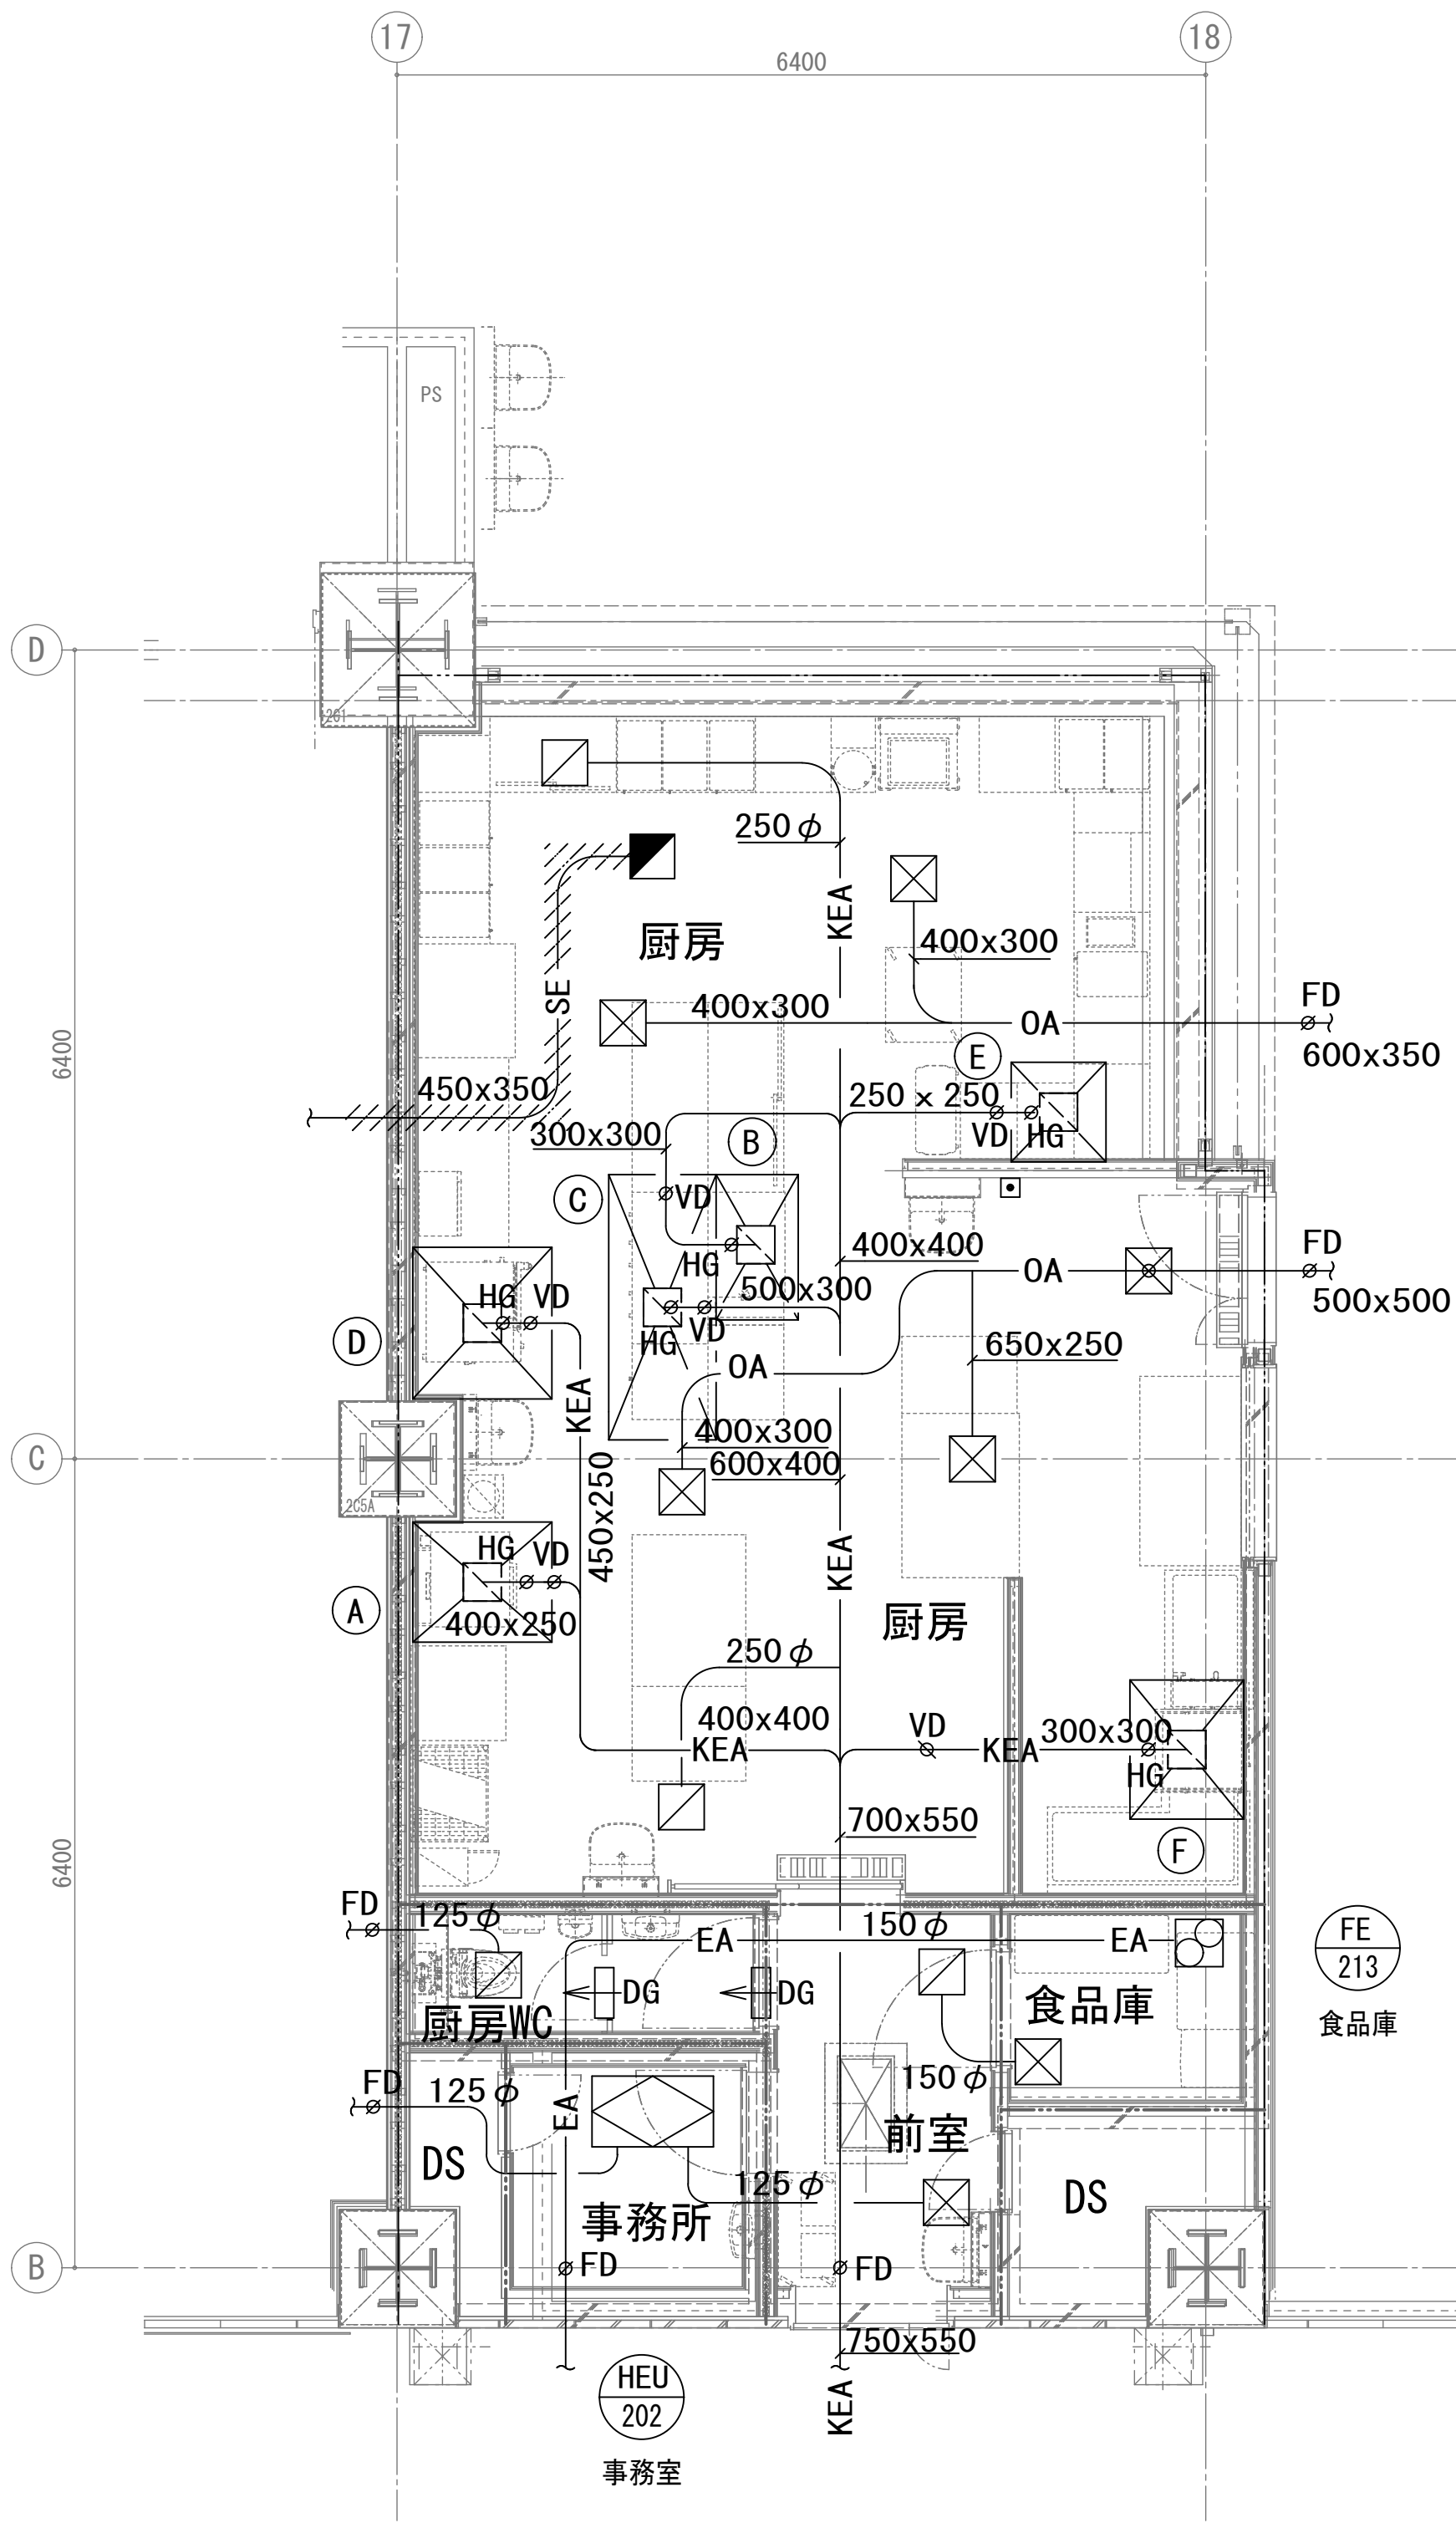 17
18
6400
PS
D
2C1
250φ
KEA
厨房
400x300
400x300
OA
FD
600x350
SE
6400
450x350
E
250×250
VD
HG
300x300
B
C
VD
HG
400x400
OA
FD
500x500
500x300
HG
VD
D
HG
VD
650x250
OA
KEA
400x300
600x400
C
2C5A
450x250
HG
VD
KEA
A
400x250
厨房
250φ
400x400
KEA
VD
KEA
300x300
HG
700x550
F
6400
FD
125φ
EA
150φ
EA
FE
213
食品庫
DG
DG
厨房WC
食品庫
FD
125φ
EA
150φ
前室
DS
125φ
DS
事務所
B
FD
FD
750x550
HEU
202
KEA
事務室